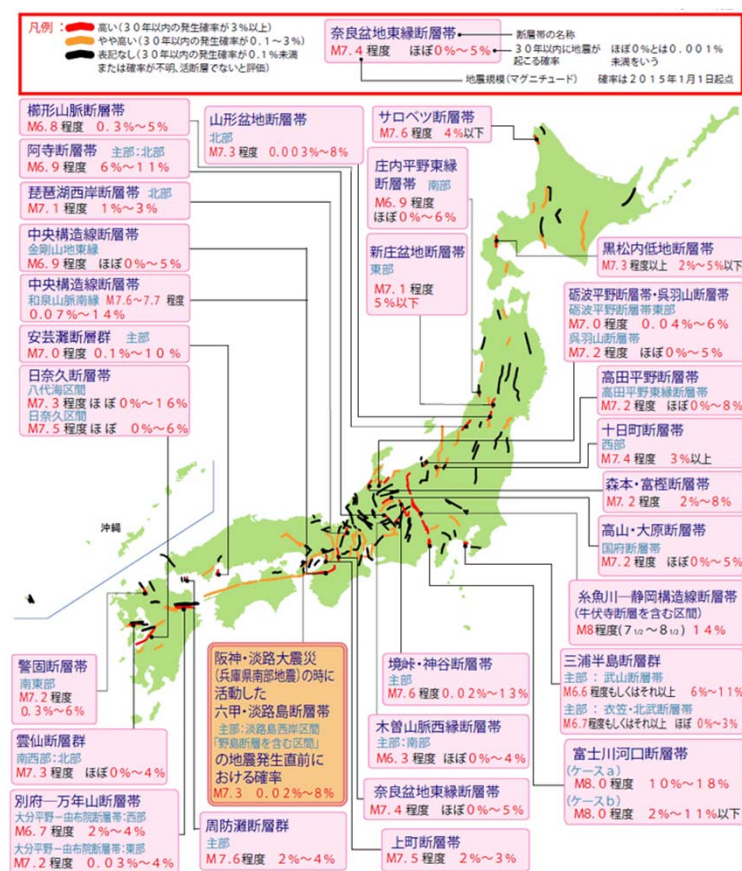 凡例：
高い(30年以内の発生確率が3%以上)
やや高い(30年以内の発生確率が0.1～3%)
表記なし(30年以内の発生確率が0.1%未満
または確率が不明、活断層でないと評価)
奈良盆地東縁断層帯
M7.4 程度 ほぼ0%～5%
断層帯の名称
30年以内に地震が
起こる確率
ほぼ0%とは0.001%
未満をいう
地震規模(マグニチュード)
確率は2015年1月1日起点
櫛形山脈断層帯
M6.8 程度 0.3%～5%
阿寺断層帯 主部:北部
M6.9 程度 6%～11%
琵琶湖西岸断層帯 北部
M7.1 程度 1%～3%
中央構造線断層帯
金剛山地東縁
M6.9 程度 ほぼ0%～5%
中央構造線断層帯
和泉山脈南縁 M7.6～7.7 程度
0.07%～14%
安芸灘断層群 主部
M7.0 程度 0.1%～10%
日奈久断層帯
八代海区間
M7.3 程度ほぼ0%～16%
日奈久区間
M7.5 程度ほぼ 0%～6%
山形盆地断層帯
北部
M7.3 程度 0.003%～8%
サロベツ断層帯
M7.6 程度 4%以下
庄内平野東縁
断層帯 南部
M6.9 程度
ほぼ0%～6%
新庄盆地断層帯
東部
M7.1 程度
5%以下
黒松内低地断層帯
M7.3 程度以上 2%～5%以下
砺波平野断層帯・呉羽山断層帯
砺波平野断層帯東部
M7.0 程度 0.04%～6%
呉羽山断層帯
M7.2 程度 ほぼ0%～5%
高田平野断層帯
高田平野東縁断層帯
M7.2 程度 ほぼ0%～8%
十日町断層帯
西部
M7.4 程度 3%以上
森本・富樫断層帯
M7.2 程度 2%～8%
高山・大原断層帯
国府断層帯
M7.2 程度 ほぼ0%～5%
糸魚川―静岡構造線断層帯
(牛伏寺断層を含む区間)
M8程度(7 1/2～8 1/2) 14%
三浦半島断層群
主部：武山断層帯
M6.6 程度もしくはそれ以上 6%～11%
主部：衣笠・北武断層帯
M6.7程度もしくはそれ以上 ほぼ 0%～3%
富士川河口断層帯
(ケースa)
M8.0 程度 10%～18%
(ケースb)
M8.0 程度 2%～11%以下
沖縄
警固断層帯
南東部
M7.2 程度
0.3%～6%
雲仙断層群
南西部:北部
M7.3 程度 ほぼ0%～4%
別府―万年山断層帯
大分平野―由布院断層帯:西部
M6.7 程度 2%～4%
大分平野―由布院断層帯:東部
M7.2 程度 0.03%～4%
阪神・淡路大震災
(兵庫県南部地震)の時に
活動した
六甲・淡路島断層帯
主部:淡路島西岸区間
「野島断層を含む区間」
の地震発生直前に
おける確率
M7.3 0.02%～8%
周防灘断層群
主部
M7.6 程度 2%～4%
境峠・神谷断層帯
主部
M7.6 程度 0.02%～13%
木曽山脈西縁断層帯
主部:南部
M6.3 程度 ほぼ0%～4%
奈良盆地東縁断層帯
M7.4 程度 ほぼ0%～5%
上町断層帯
M7.5 程度 2%～3%